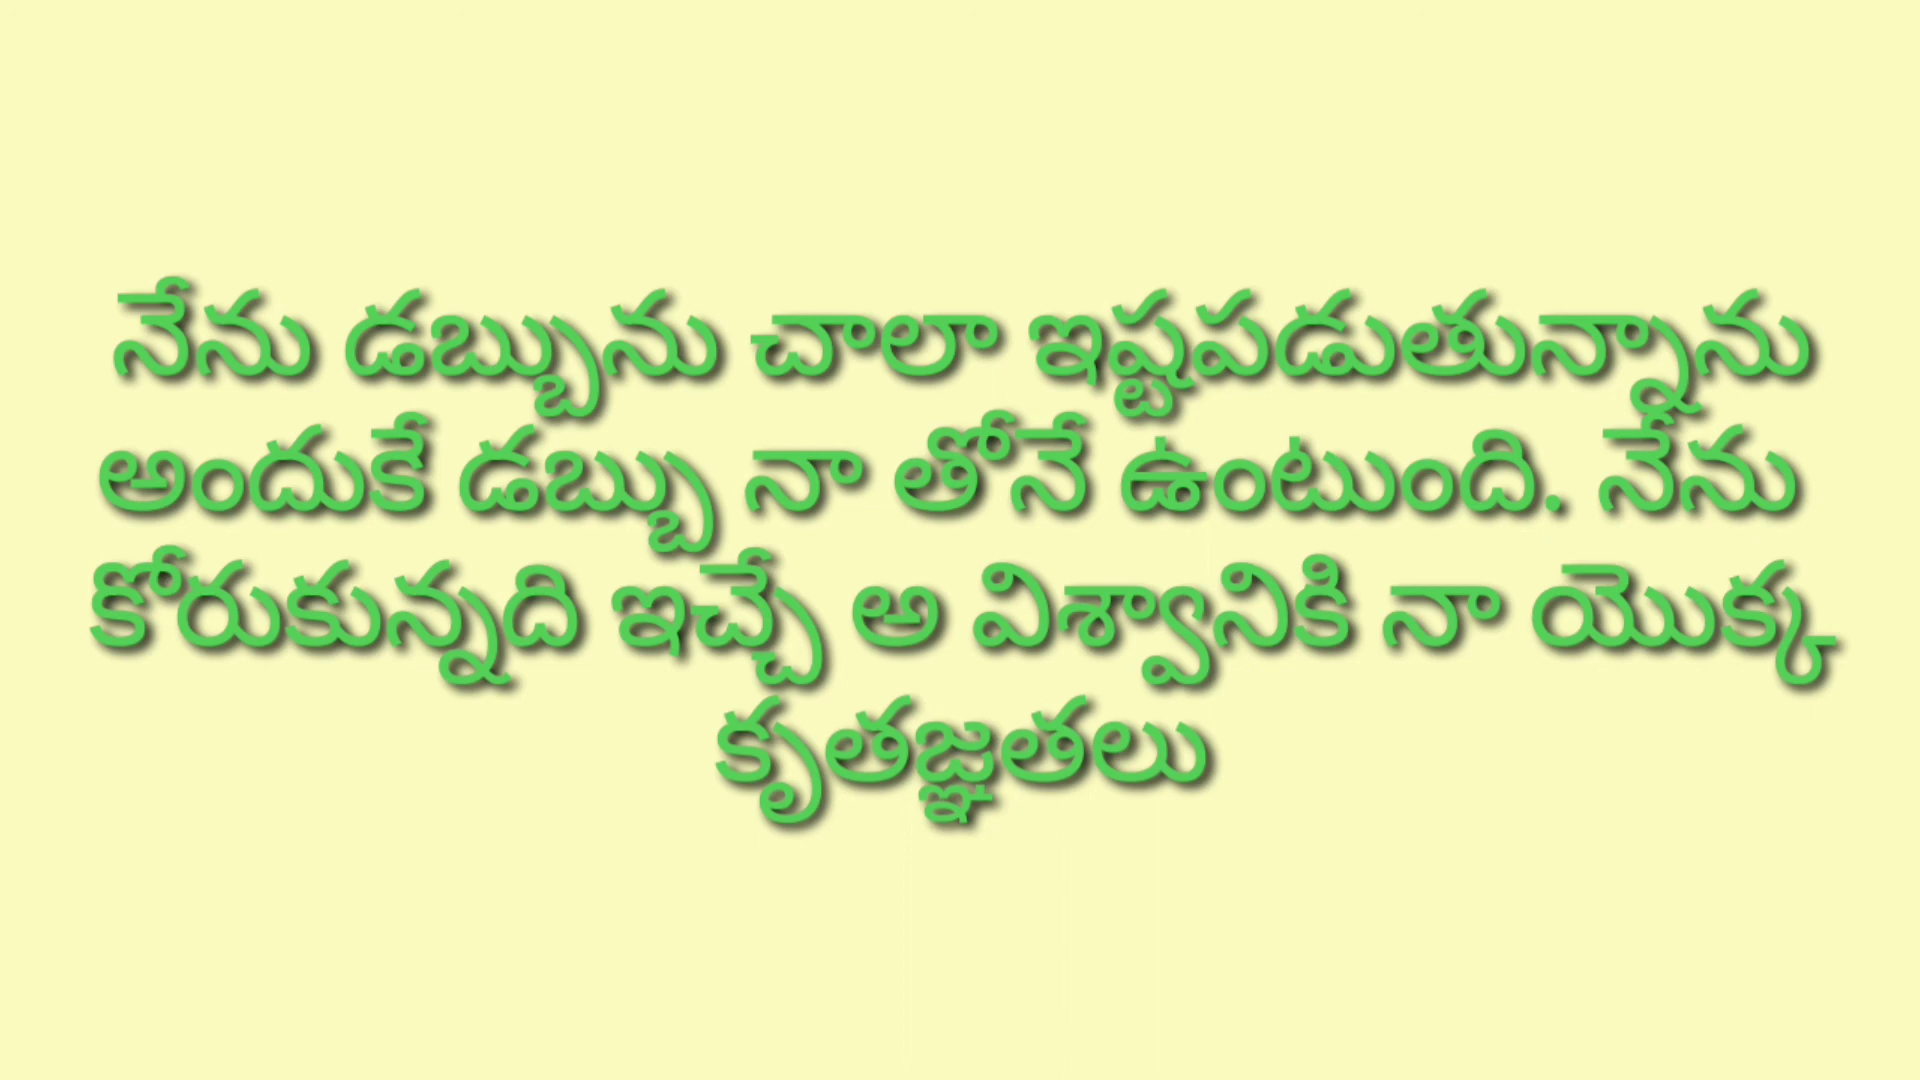 నేను డబ్బును చాలా ఇష్టపడుతున్నాను
అందుకే డబ్బు నా తోనే ఉంటుంది. నేను
కోరుకున్నది ఇచ్చే అ విశ్వానికి నా యొక్క
కృతజ్ఞతలు